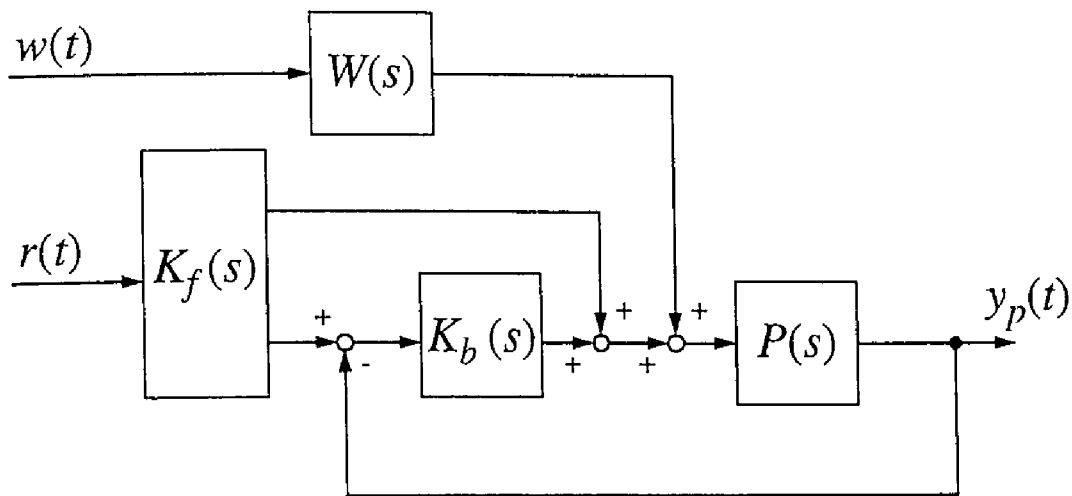 w(t)
W(s)
r(t)
K_f(s)
+
-
K_b (s)
+
+
+
+
P(s)
y_p(t)